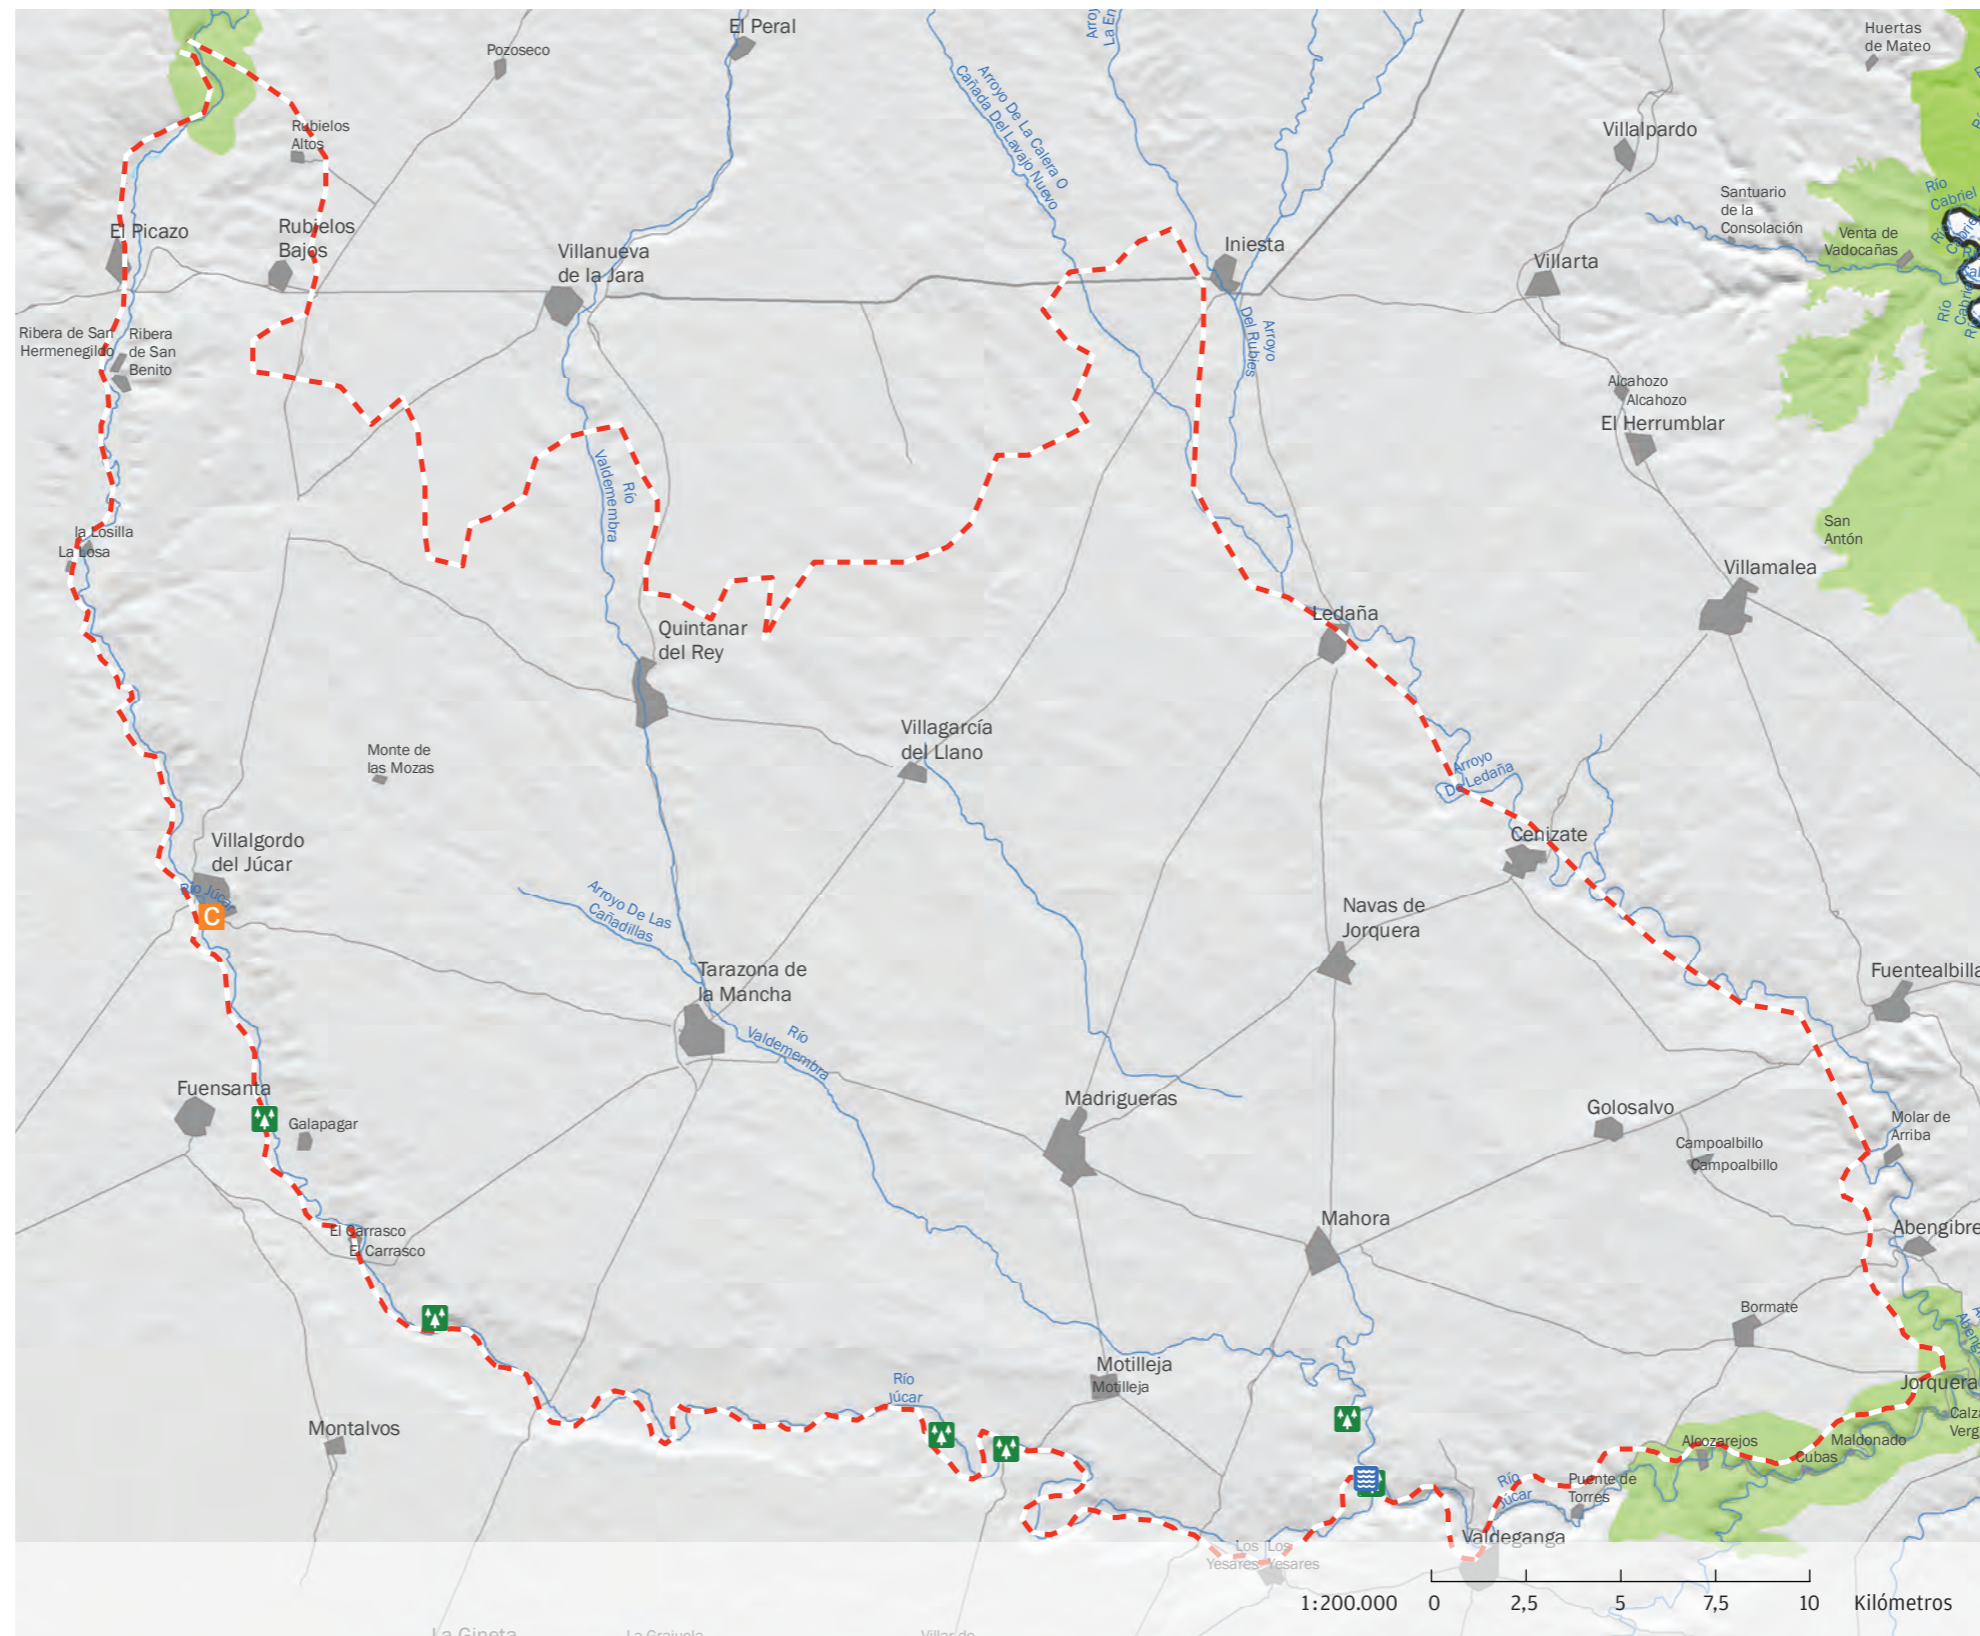 El Peral
Pozoseco
Huertas
de Mateo
Arroyo De La Calera O
Cañada Del Lavajo Nuevo
Rubielos
Altos
Villalpardo
Santuario
de la
Consolación
Río
Cabriel
Venta de
Vadocañas
El Picazo
Rubielos
Bajos
Villanueva
de la Jara
Iniesta
Villarta
Ribera de San
Hermenegildo
Ribera
de San
Benito
Arroyo
Del Rubies
Río
Alcahozo
Alcahozo
El Herrumblar
Río
Valdemembra
la Losilla
La Losa
San
Antón
Villamalea
Ledaña
Quintanar
del Rey
Villagarcía
del Llano
Monte de
las Mozas
Arroyo
De Ledaña
Cenizate
Villalgordo
del Júcar
Río Júcar
C
Arroyo De Las
Cañadillas
Navas de
Jorquera
Tarazona de
la Mancha
Fuentealbilla
Río
Valdemembra
Fuensanta
Galapagar
Madrigueras
Golosalvo
Molar de
Arriba
Campoalbillo
Campoalbillo
El Carrasco
El Carrasco
Mahora
Abengibre
Bormate
Motilleja
Motilleja
Río
Júcar
Jorquera
Montalvos
Alcozarejos
Maldonado
Cubas
Río
Júcar
Puente de
Torres
Valdeganga
Los
Yesares
Los
Yesares
1:200.000 0 2,5 5 7,5 10 Kilómetros
La Gineta
La Grajuela
Villar de